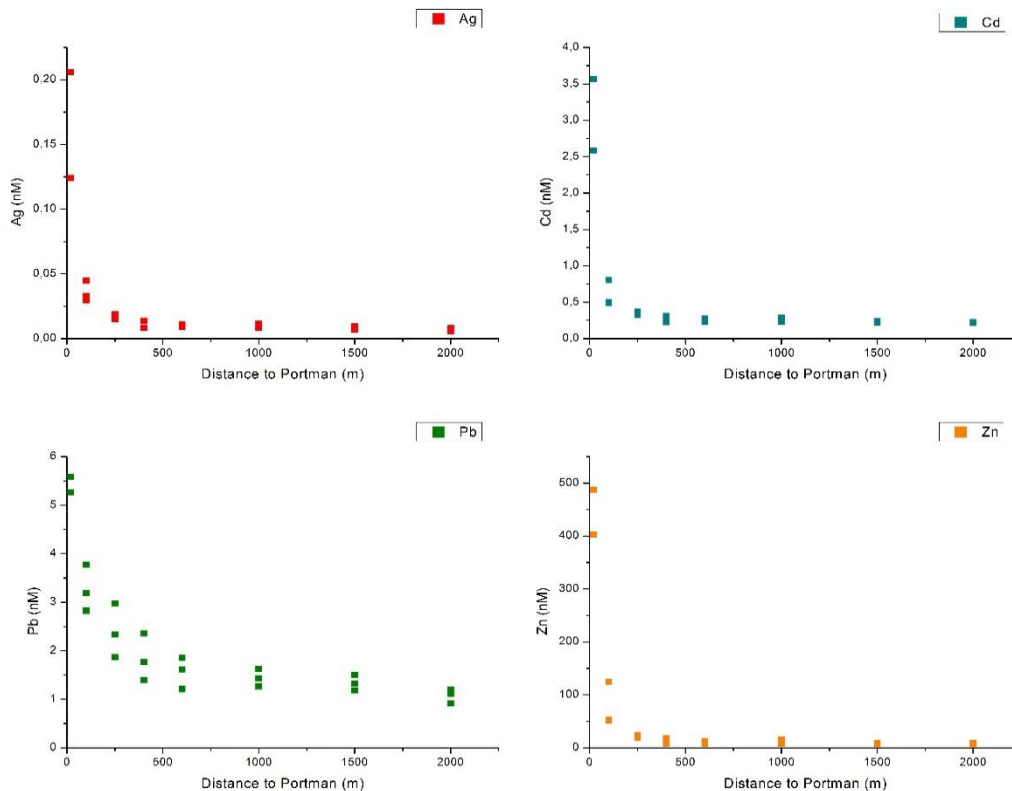 Ag
Ag (nM)
0,20
0,15
0,10
0,05
0,00
0 500 1000 1500 2000
Distance to Portman (m)
Cd
Cd (nM)
4,0
3,5
3,0
2,5
2,0
1,5
1,0
0,5
0,0
0 500 1000 1500 2000
Distance to Portman (m)
Pb
Pb (nM)
6
5
4
3
2
1
0
0 500 1000 1500 2000
Distance to Portman (m)
Zn
Zn (nM)
500
400
300
200
100
0
0 500 1000 1500 2000
Distance to Portman (m)